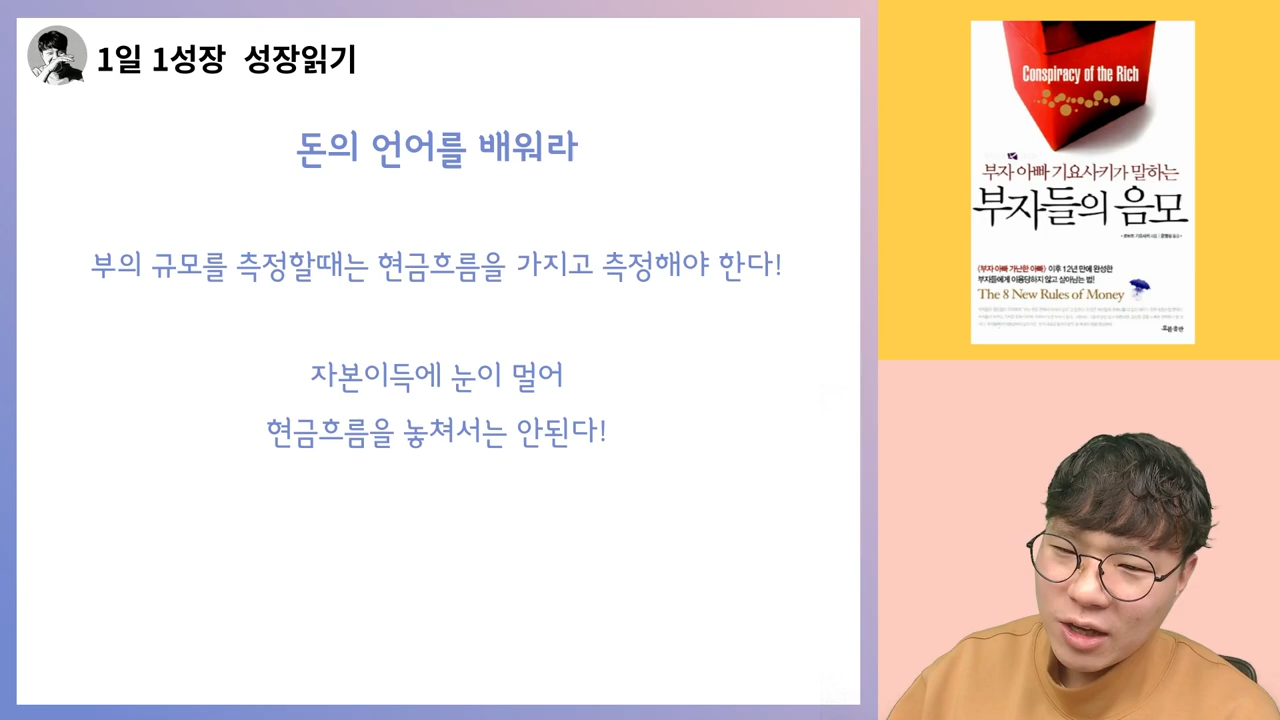 1일 1성장 성장읽기
돈의 언어를 배워라
부의 규모를 측정할때는 현금흐름을 가지고 측정해야 한다!
자본이득에 눈이 멀어
현금흐름을 놓쳐서는 안된다!
Conspiracy of the Rich
부자 아빠 기요사키가 말하는
부자들의 음모
《부자 아빠 가난한 아빠》 이후 12년 만에 완성한
부자들에게 이용당하지 않고 살아남는 법!
The 8 New Rules of Money